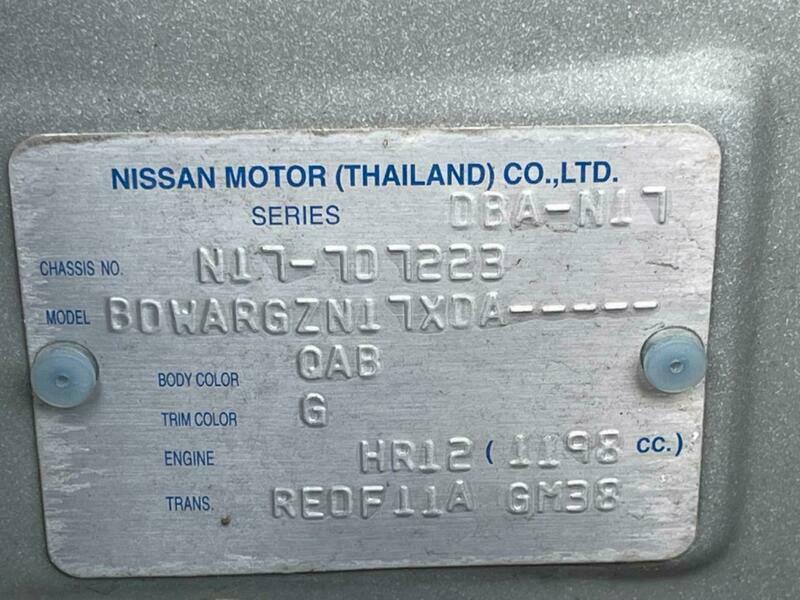 NISSAN MOTOR (THAILAND) CO.,LTD.
SERIES DBA-N17
CHASSIS NO. N17-707223
MODEL BDWARGZN17XDA-----
BODY COLOR QAB
TRIM COLOR G
ENGINE HR12 (1198 CC.)
TRANS. RE0F11A GM38